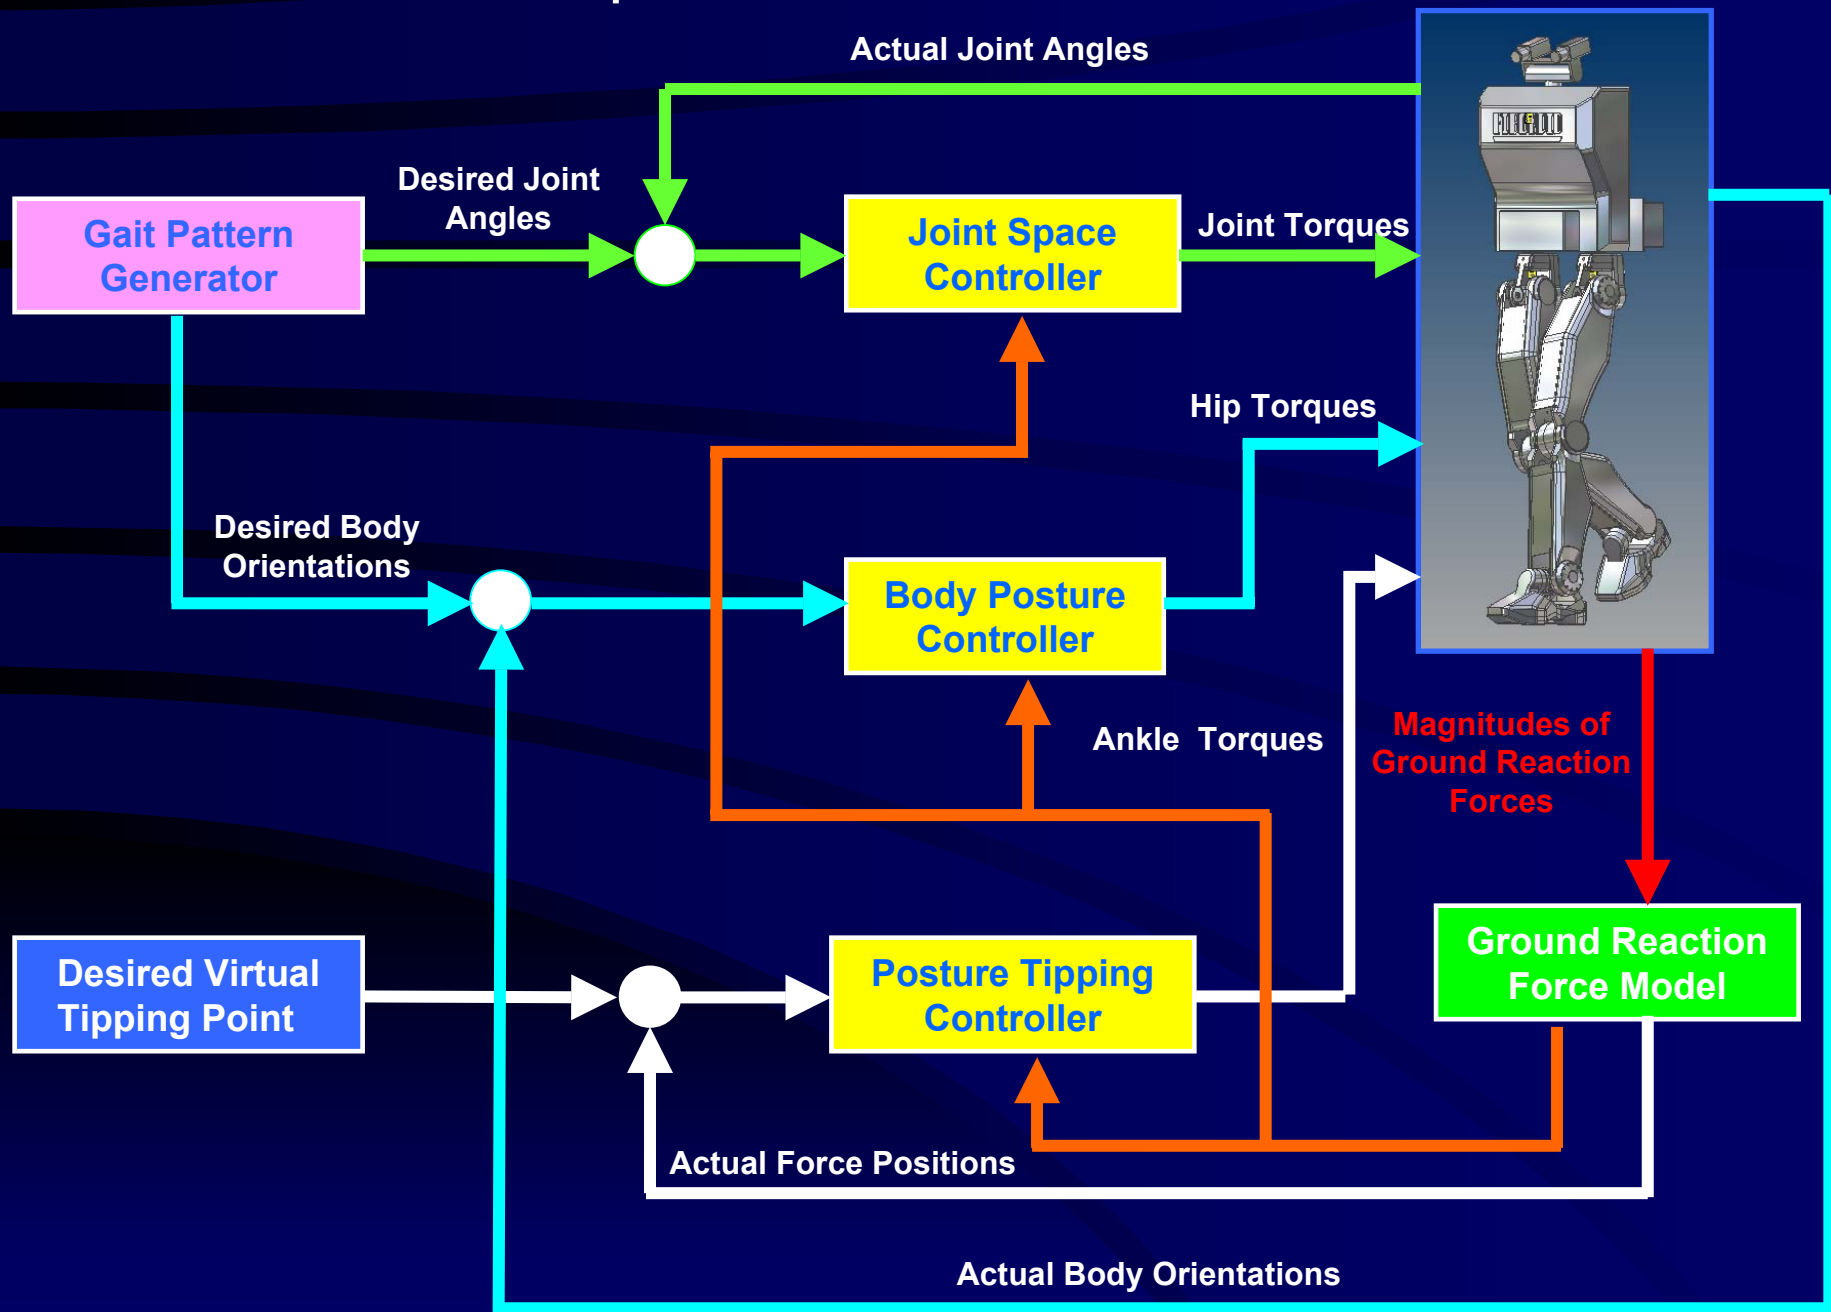 Actual Joint Angles
Desired Joint
Angles
Gait Pattern
Generator
Joint Space
Controller
Joint Torques
Hip Torques
Desired Body
Orientations
Body Posture
Controller
Ankle Torques
Magnitudes of
Ground Reaction
Forces
Desired Virtual
Tipping Point
Posture Tipping
Controller
Ground Reaction
Force Model
Actual Force Positions
Actual Body Orientations